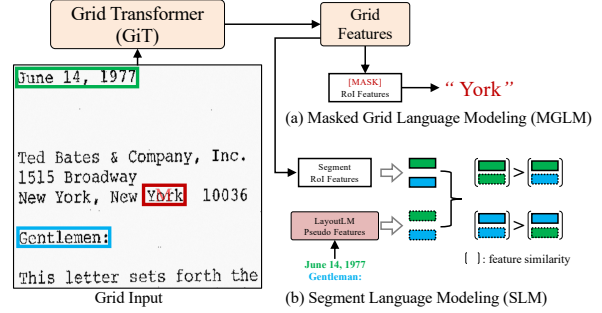 Grid Transformer
(GiT)
Grid
Features
June 14, 1977
Ted Bates & Company, Inc.
1515 Broadway
New York, New York 10036
Gentlemen:
This letter sets forth the
Grid Input
[MASK]
RoI Features
“ York ”
(a) Masked Grid Language Modeling (MGLM)
Segment
RoI Features
LayoutLM
Pseudo Features
June 14, 1977
Gentlemen:
>
>
( ) : feature similarity
(b) Segment Language Modeling (SLM)